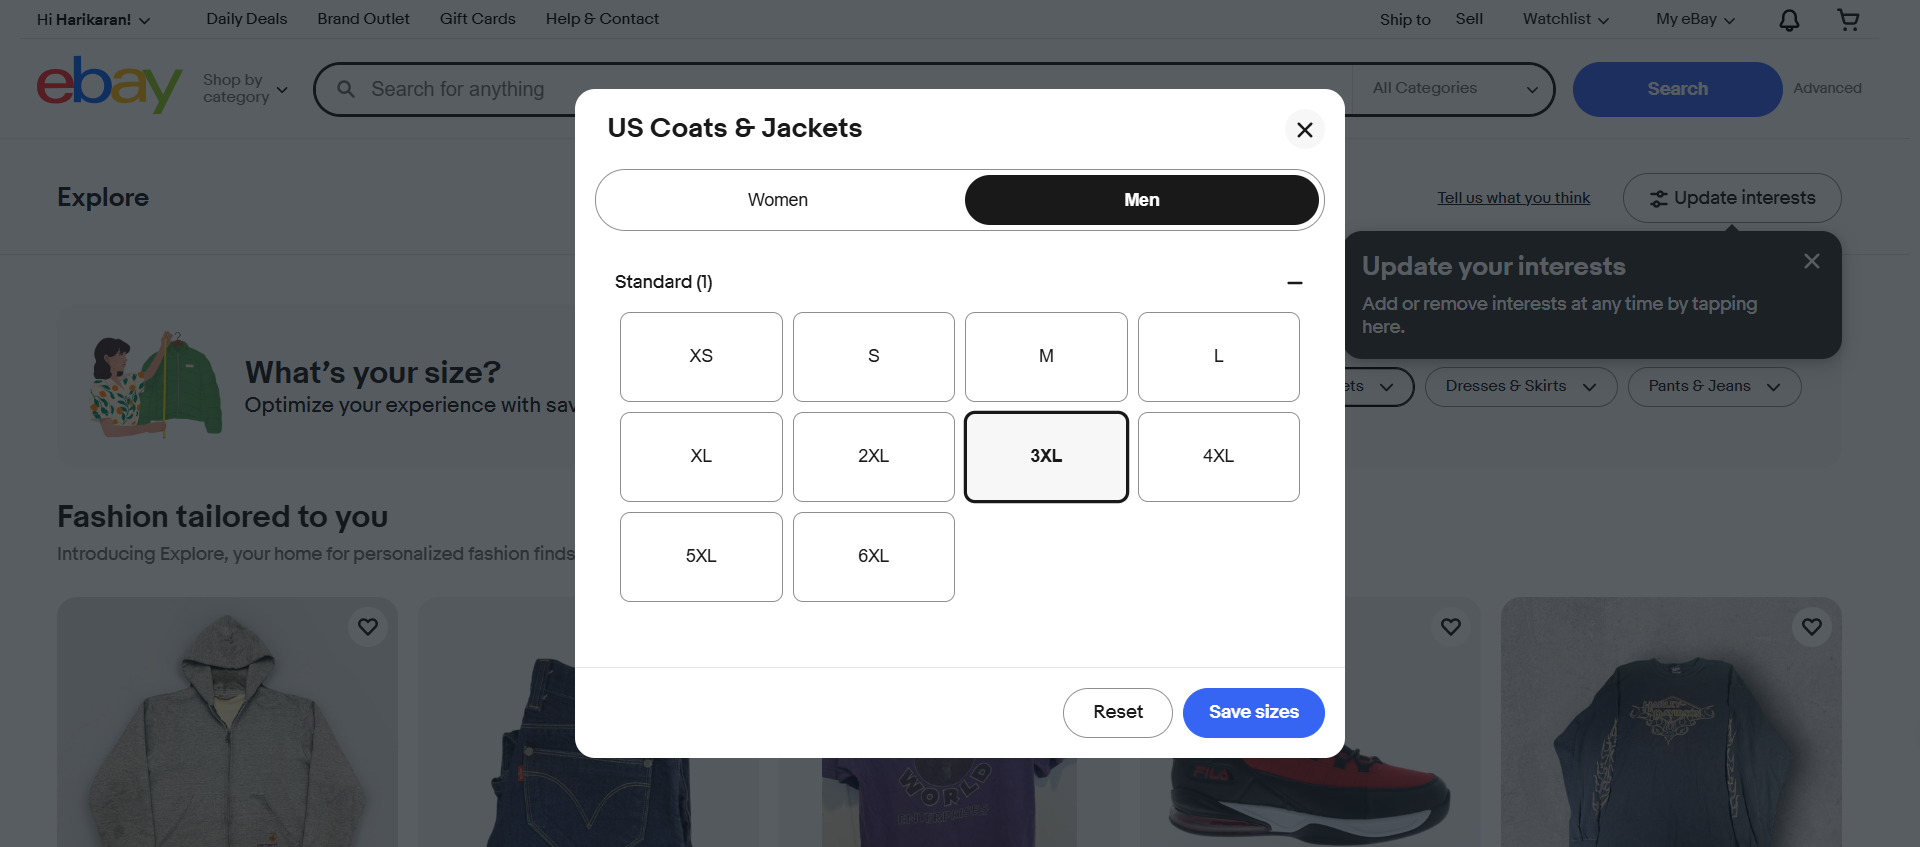 Hi Harikaran!
Daily Deals
Brand Outlet
Gift Cards
Help & Contact
Ship to
Sell
Watchlist
My eBay
ebay
Shop by
category
Search for anything
All Categories
Search
Advanced
US Coats & Jackets
Women
Men
Explore
Tell us what you think
Update interests
Update your interests
Add or remove interests at any time by tapping
here.
Standard (1)
XS
S
M
L
XL
2XL
3XL
4XL
5XL
6XL
What's your size?
Optimize your experience with sav
ets
Dresses & Skirts
Pants & Jeans
Fashion tailored to you
Introducing Explore, your home for personalized fashion finds
Reset
Save sizes
WORLD
ENTERPRISES
FILA
HARLEY